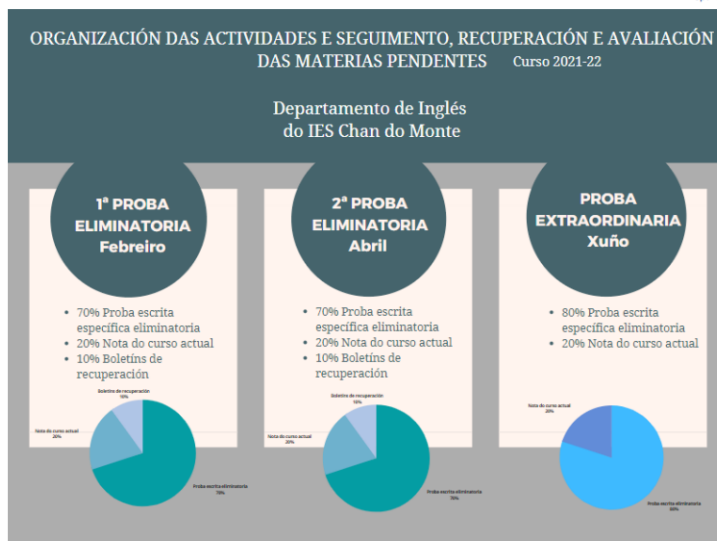 ORGANIZACIÓN DAS ACTIVIDADES E SEGUIMENTO, RECUPERACIÓN E AVALIACIÓN
DAS MATERIAS PENDENTES Curso 2021-22
Departamento de Inglés
do IES Chan do Monte
1ª PROBA
ELIMINATORIA
Febreiro
• 70% Proba escrita
específica eliminatoria
• 20% Nota do curso actual
• 10% Boletíns de
recuperación
Boletíns de recuperación
10%
Nota do curso actual
20%
Proba escrita eliminatoria
70%
2ª PROBA
ELIMINATORIA
Abril
• 70% Proba escrita
específica eliminatoria
• 20% Nota do curso actual
• 10% Boletíns de
recuperación
Boletíns de recuperación
10%
Nota do curso actual
20%
Proba escrita eliminatoria
70%
PROBA
EXTRAORDINARIA
Xuño
• 80% Proba escrita
específica eliminatoria
• 20% Nota do curso actual
Nota do curso actual
20%
Proba escrita eliminatoria
80%